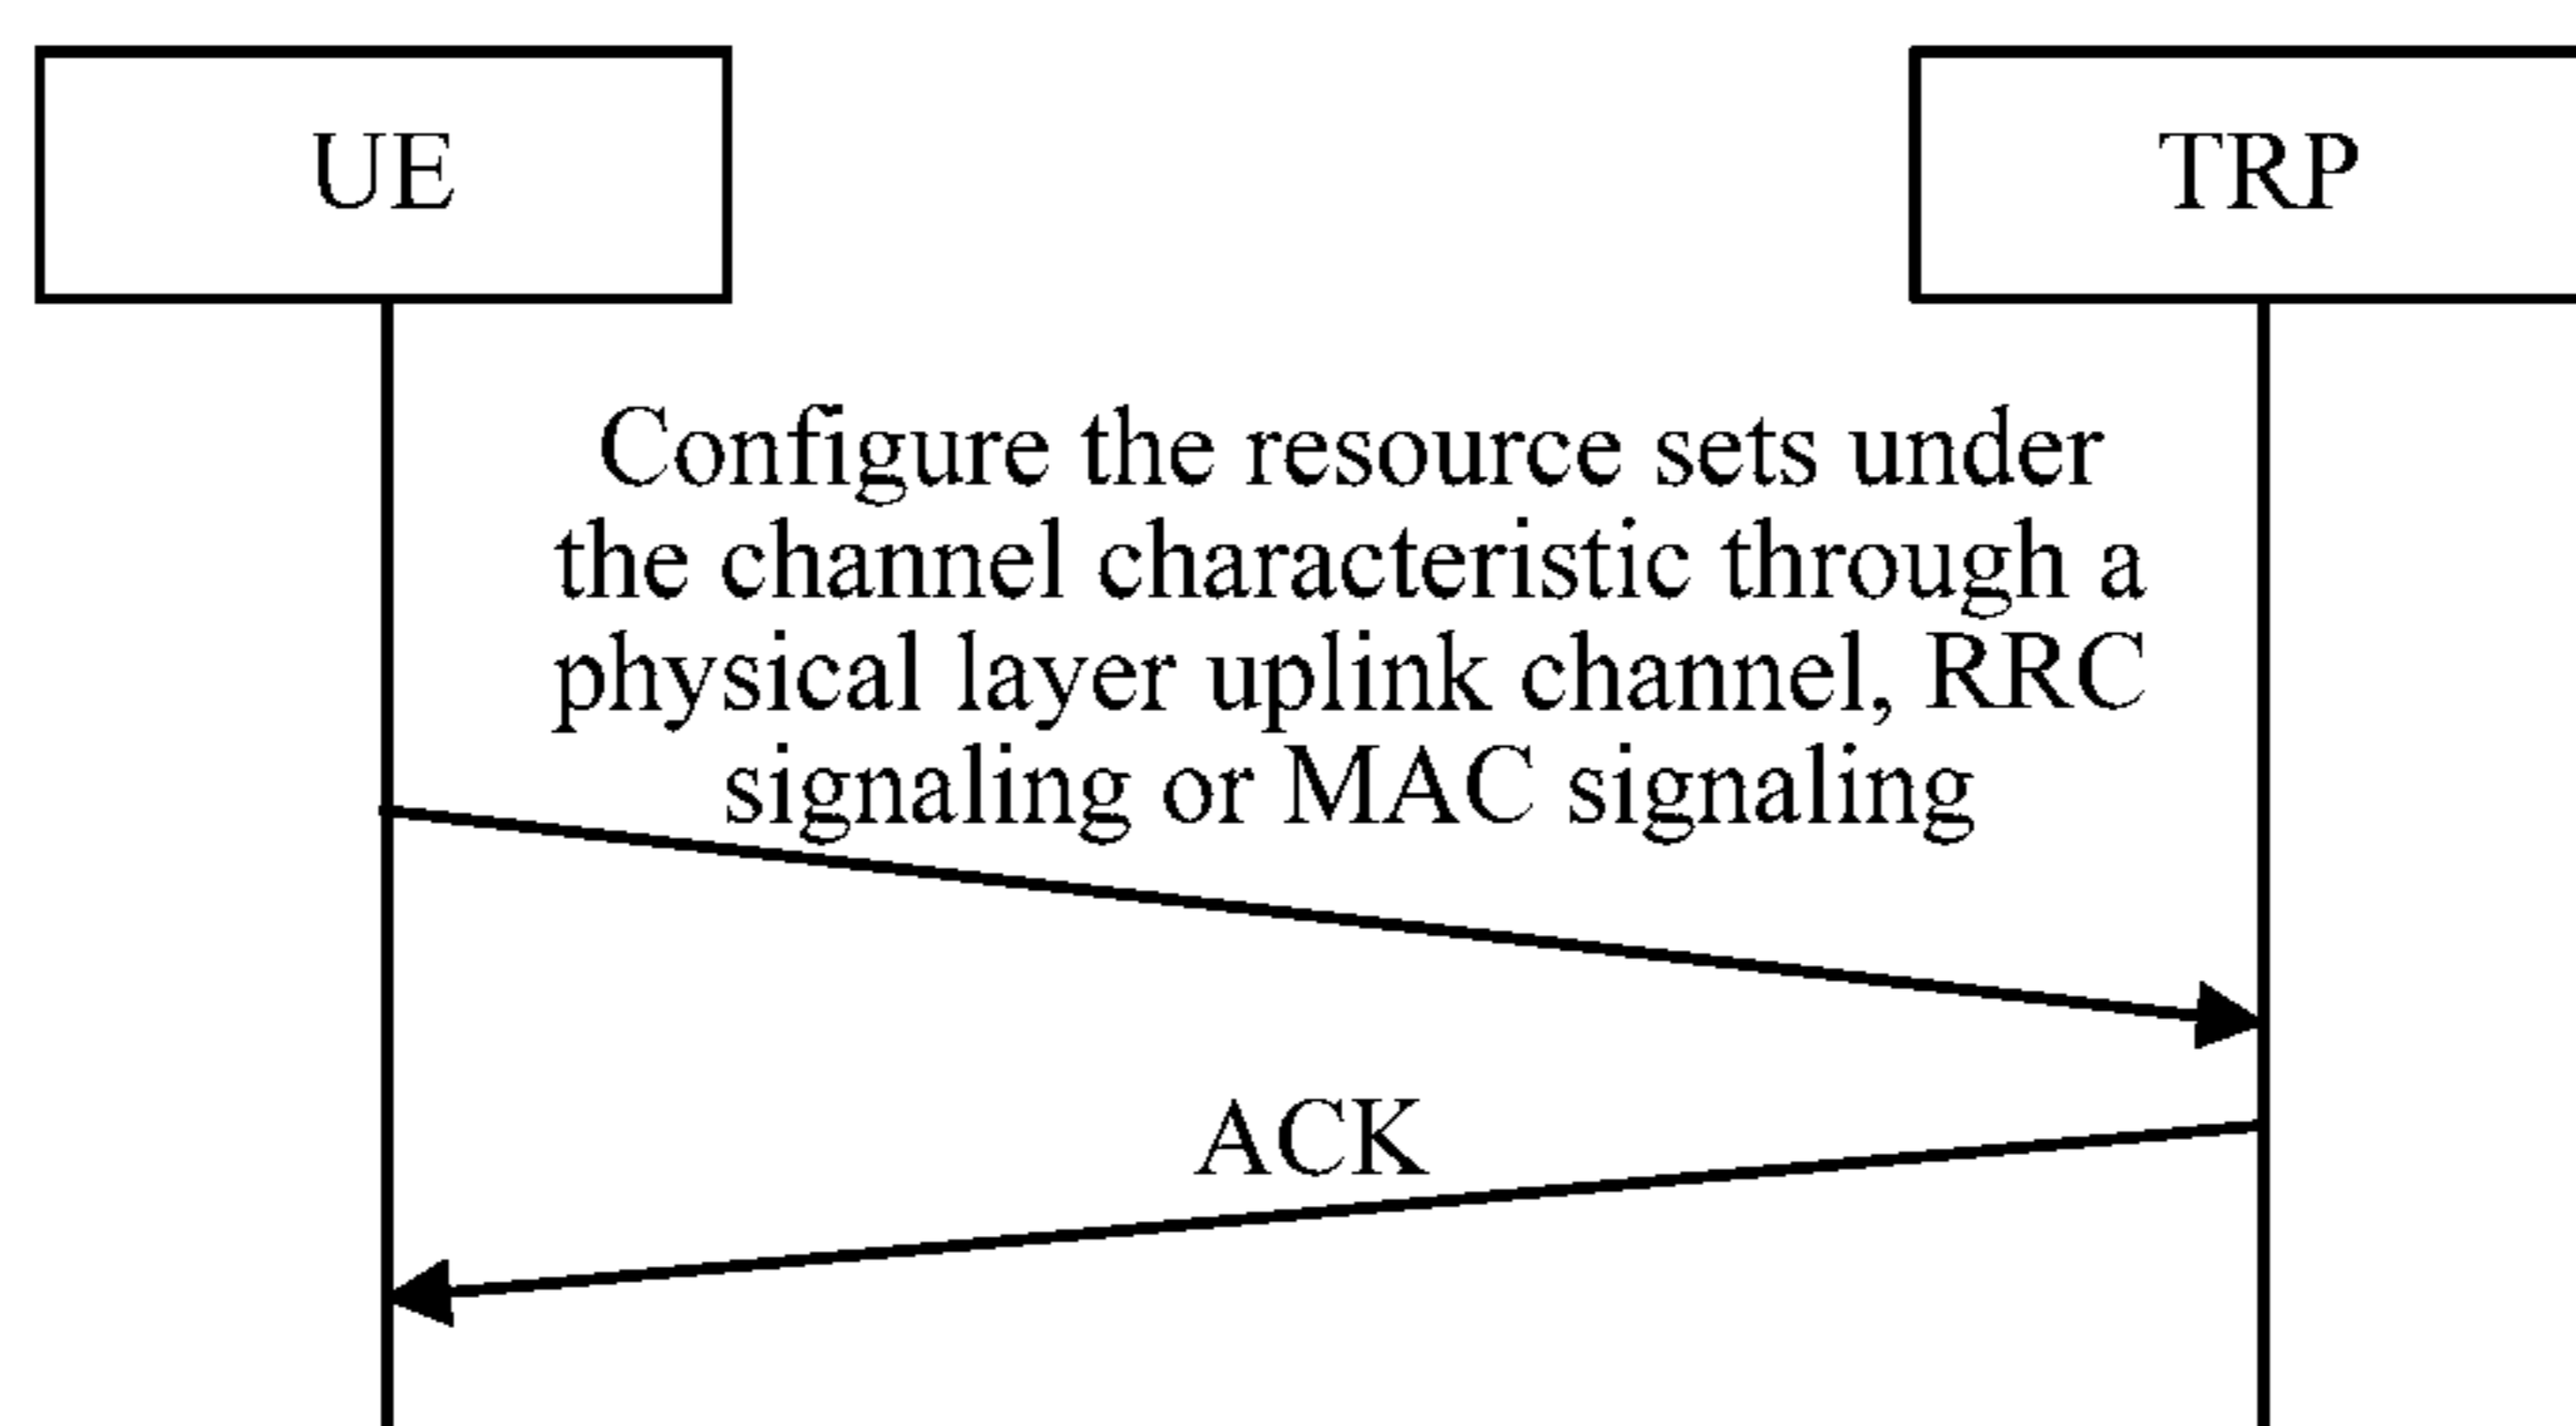 UE
TRP
Configure the resource sets under
the channel characteristic through a
physical layer uplink channel, RRC
signaling or MAC signaling
ACK